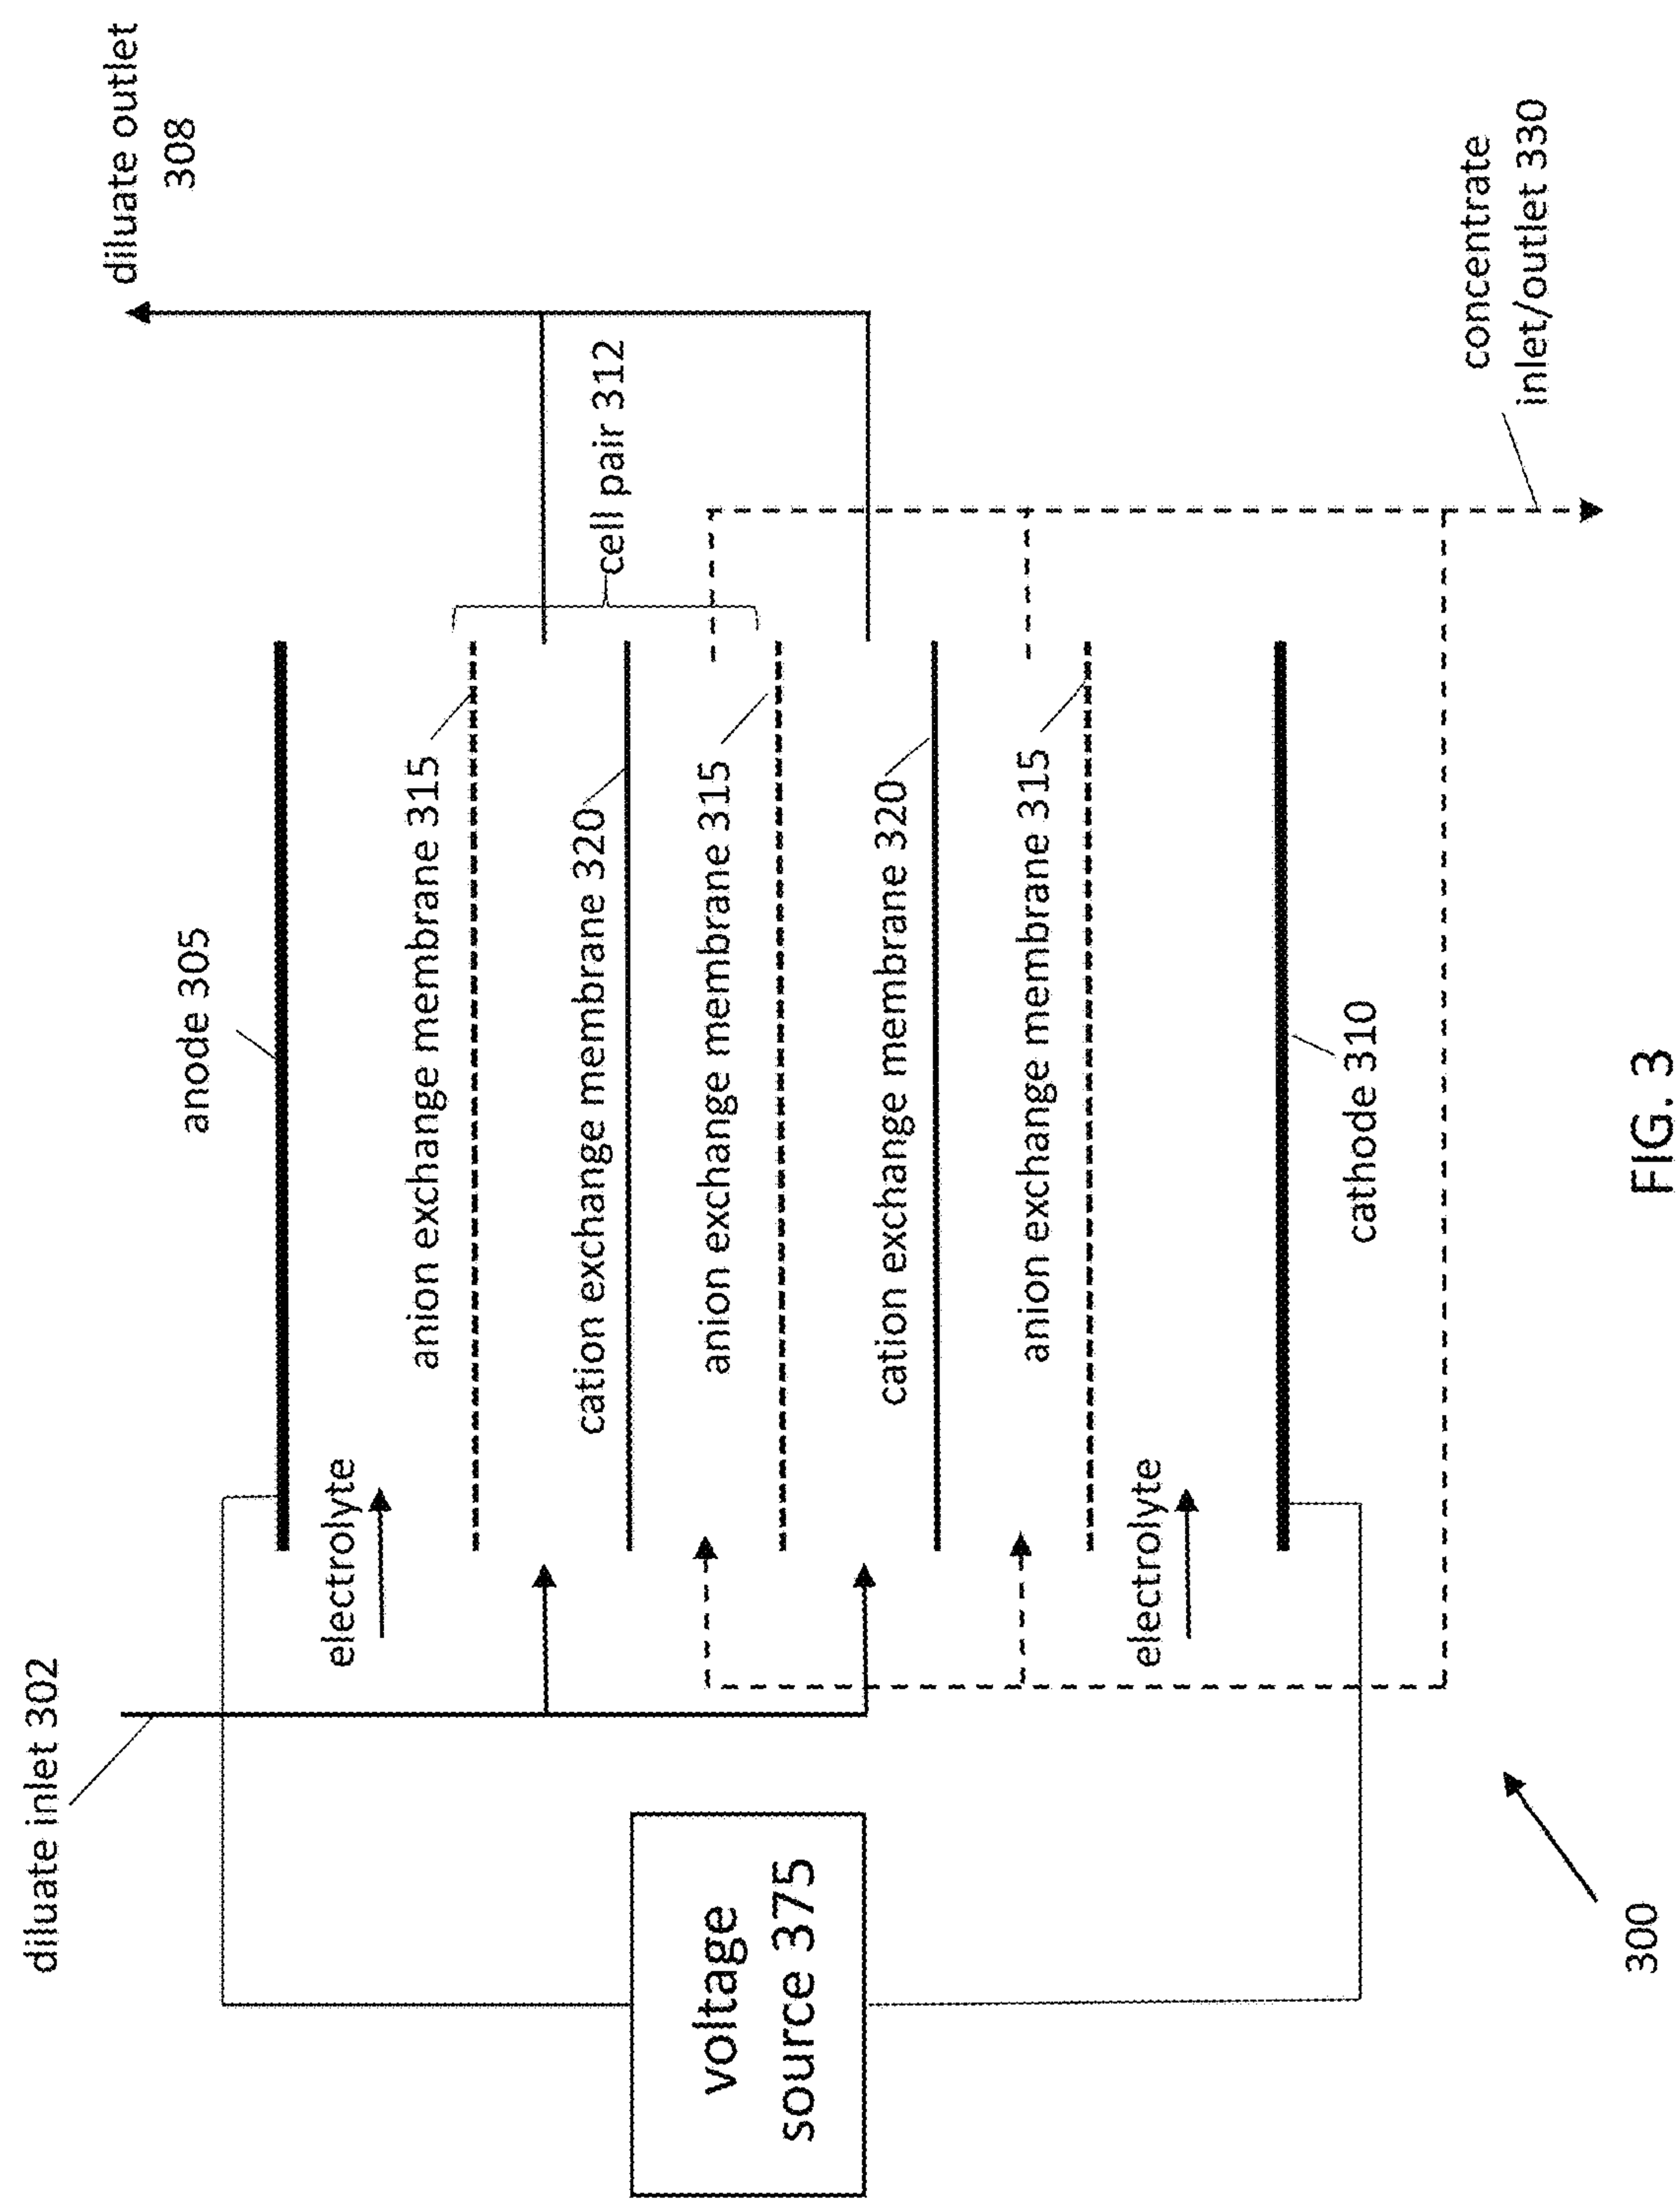 diluate inlet 302
diluate outlet
308
anode 305
electrolyte
anion exchange membrane 315
cation exchange membrane 320
cell pair 312
anion exchange membrane 315
voltage
source 375
cation exchange membrane 320
anion exchange membrane 315
electrolyte
cathode 310
concentrate
inlet/outlet 330
300
FIG. 3